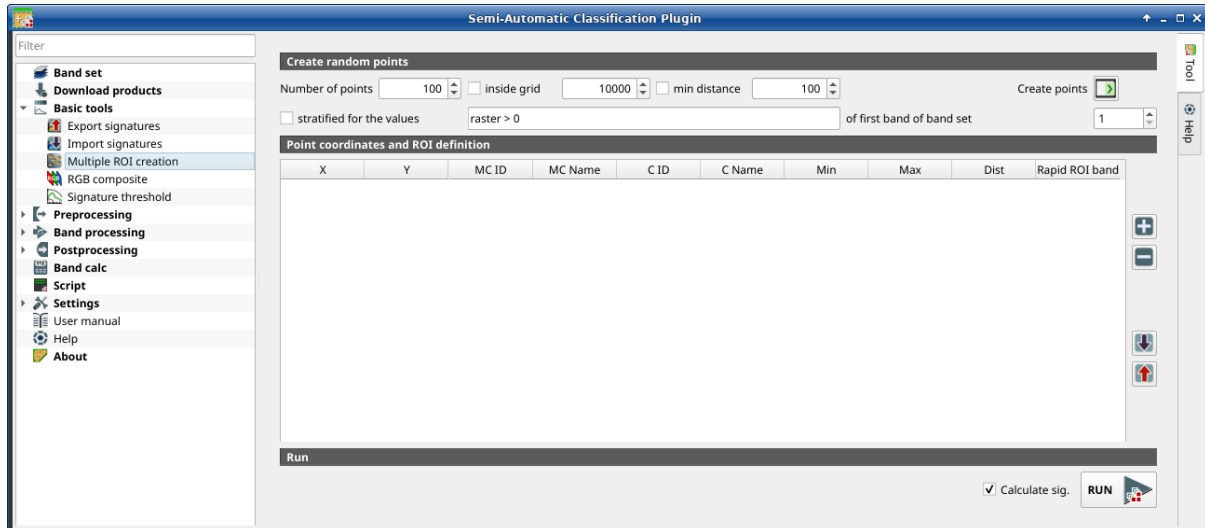 Semi-Automatic Classification Plugin
Filter
Band set
Download products
Basic tools
Export signatures
Import signatures
Multiple ROI creation
RGB composite
Signature threshold
Preprocessing
Band processing
Postprocessing
Band calc
Script
Settings
User manual
Help
About
Create random points
Number of points 100 inside grid 10000 min distance 100 Create points
stratified for the values raster > 0 of first band of band set 1
Point coordinates and ROI definition
X Y MC ID MC Name C ID C Name Min Max Dist Rapid ROI band
Run
Calculate sig. RUN
Tool
Help